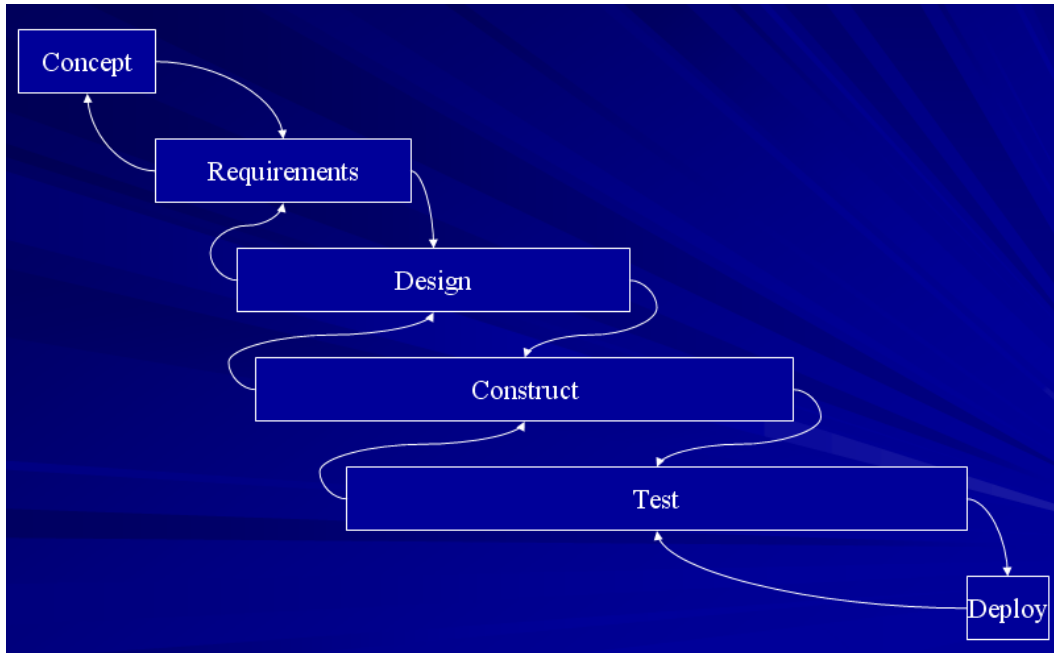 Concept
Requirements
Design
Construct
Test
Deploy